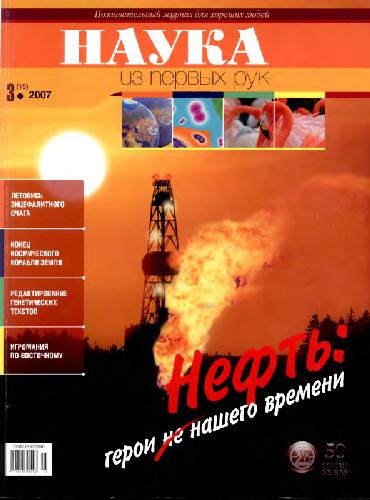 Познавательный журнал для хороших людей
НАУКА
из первых рук
3 (15)
2007
ЛЕТОПИСЬ
ЭНЦЕФАЛИТНОГО
ОЧАГА
КОНЕЦ
КОСМИЧЕСКОГО
КОРАБЛЯ ЗЕМЛЯ
РЕДАКТИРОВАНИЕ
ГЕНЕТИЧЕСКИХ
ТЕКСТОВ
ИГРОМАНИЯ
ПО-ВОСТОЧНОМУ
Нефть:
герои не нашего времени
50